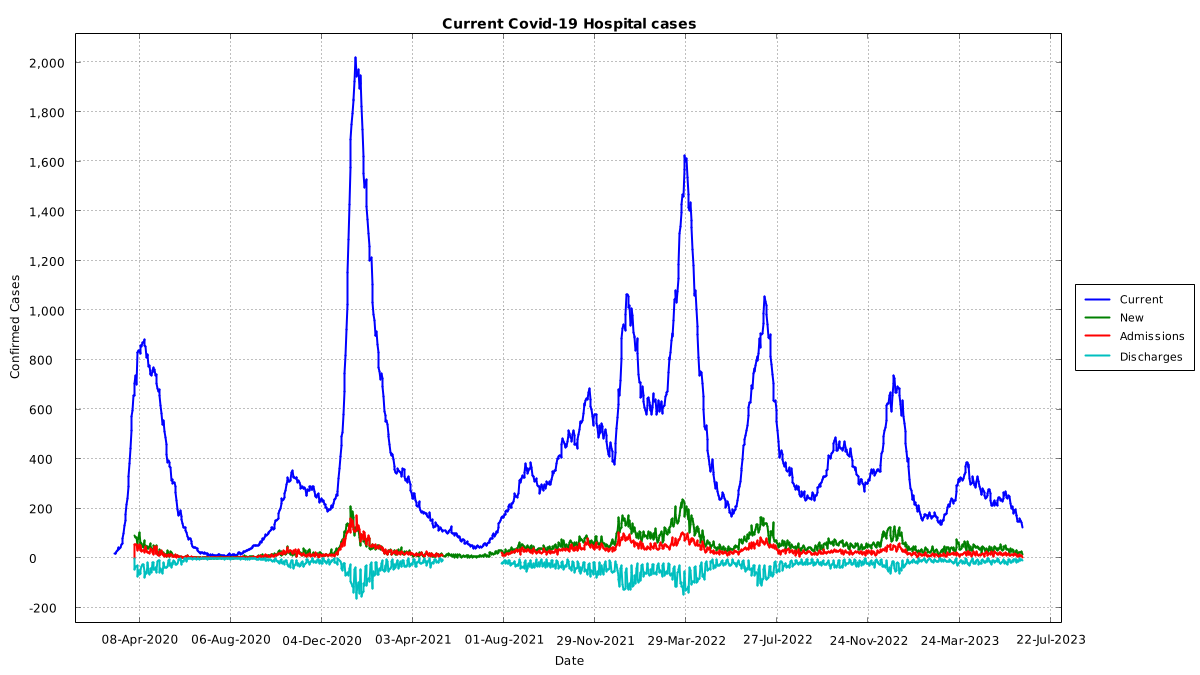 Current Covid-19 Hospital cases
Confirmed Cases
2,000
1,800
1,600
1,400
1,200
1,000
800
600
400
200
0
-200
08-Apr-2020 06-Aug-2020 04-Dec-2020 03-Apr-2021 01-Aug-2021 29-Nov-2021 29-Mar-2022 27-Jul-2022 24-Nov-2022 24-Mar-2023 22-Jul-2023
Date
Current
New
Admissions
Discharges